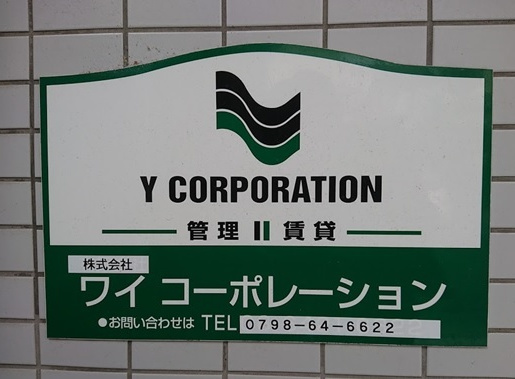 Y CORPORATION
管理 賃貸
株式会社
ワイ コーポレーション
●お問い合わせは TEL 0798-64-6622